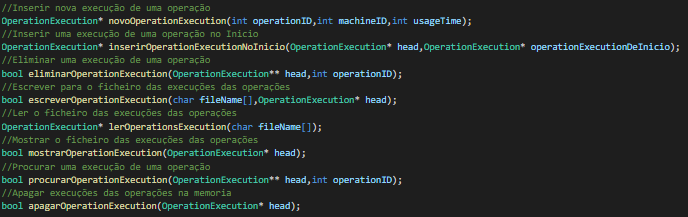 //Inserir nova execução de uma operação
OperationExecution* novoOperationExecution(int operationID,int machineID,int usageTime);
//Inserir uma execução de uma operação no Inicio
OperationExecution* inserirOperationExecutionNoInicio(OperationExecution* head,OperationExecution* operationExecutionDeInicio);
//Eliminar uma execução de uma operação
bool eliminarOperationExecution(OperationExecution** head,int operationID);
//Escrever para o ficheiro das execuções das operações
bool escreverOperationExecution(char fileName[],OperationExecution* head);
//Ler o ficheiro das execuções das operações
OperationExecution* lerOperationsExecution(char fileName[]);
//Mostrar o ficheiro das execuções das operações
bool mostrarOperationExecution(OperationExecution* head);
//Procurar uma execução de uma operação
bool procurarOperationExecution(OperationExecution** head,int operationID);
//Apagar execuções das operações na memoria
bool apagarOperationExecution(OperationExecution* head);